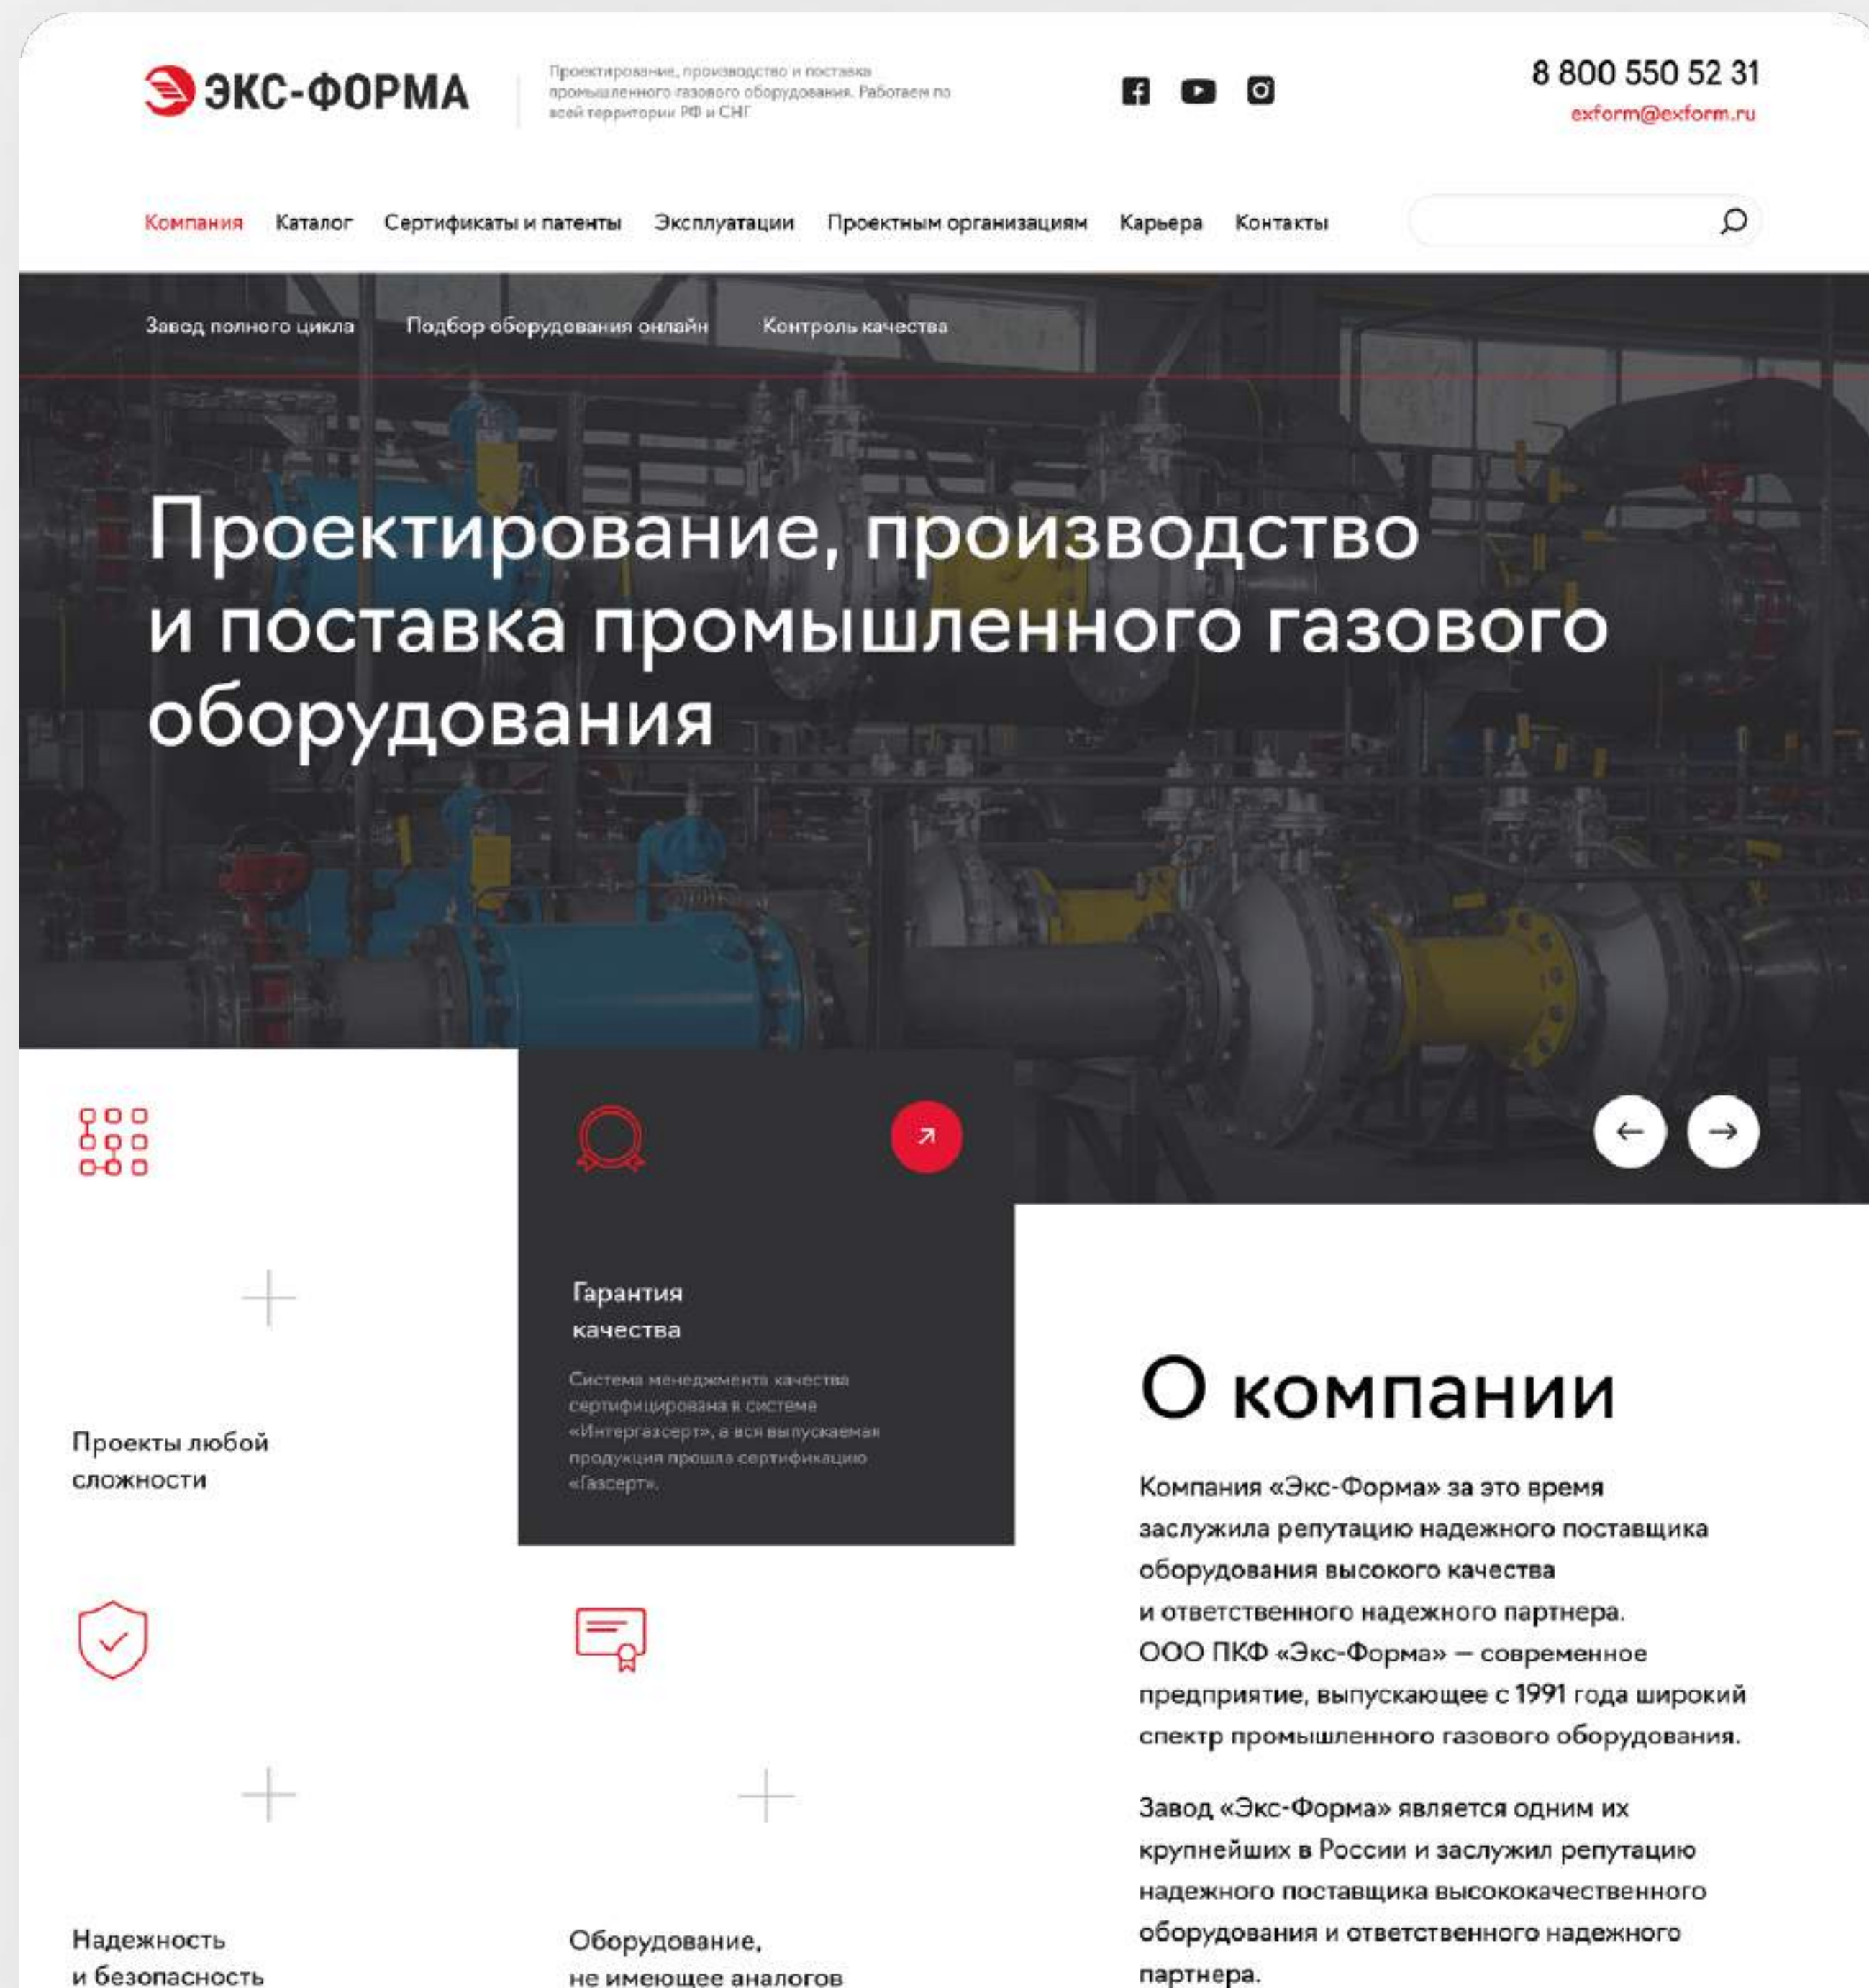 ЭКС-ФОРМА
Проектирование, производство и поставка
промышленного газового оборудования. Работаем по
всей территории РФ и СНГ
8 800 550 52 31
exform@exform.ru
Компания Каталог Сертификаты и патенты Эксплуатации Проектным организациям Карьера Контакты
Завод полного цикла Подбор оборудования онлайн Контроль качества
Проектирование, производство
и поставка промышленного газового
оборудования
Проекты любой
сложности
Гарантия
качества
Система менеджмента качества
сертифицирована в системе
«Интергазсерт», а вся выпускаемая
продукция прошла сертификацию
«Газсерт».
Надежность
и безопасность
Оборудование,
не имеющее аналогов
О компании
Компания «Экс-Форма» за это время
заслужила репутацию надежного поставщика
оборудования высокого качества
и ответственного надежного партнера.
ООО ПКФ «Экс-Форма» — современное
предприятие, выпускающее с 1991 года широкий
спектр промышленного газового оборудования.
Завод «Экс-Форма» является одним их
крупнейших в России и заслужил репутацию
надежного поставщика высококачественного
оборудования и ответственного надежного
партнера.